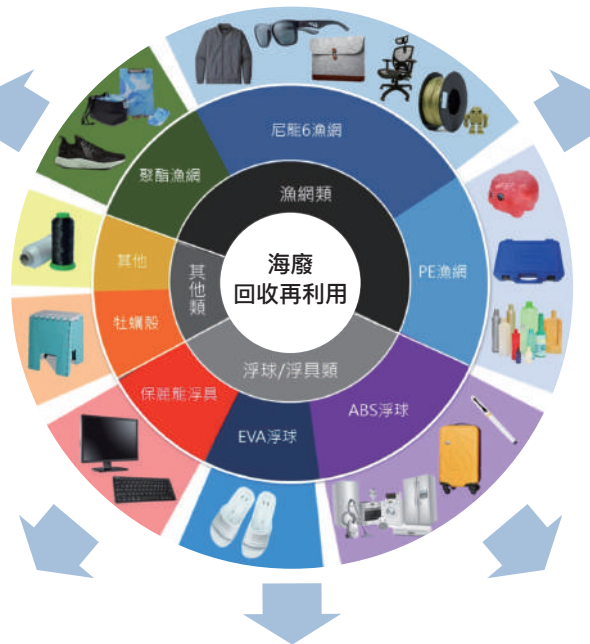 海廢
回收再利用
漁網類
浮球/浮具類
其他類
尼龍6漁網
PE漁網
ABS浮球
EVA浮球
保麗龍浮具
牡蠣殼
其他
聚酯漁網